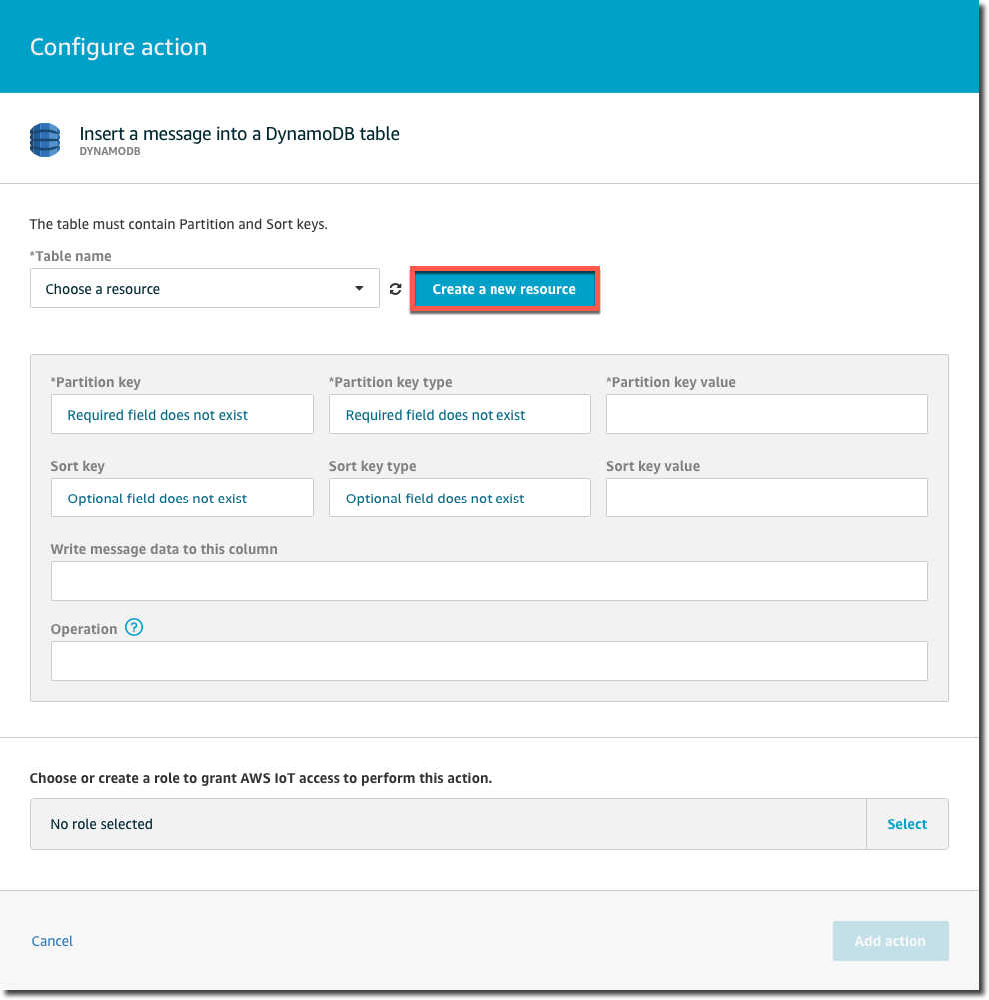 Configure action
Insert a message into a DynamoDB table
DYNAMODB
The table must contain Partition and Sort keys.
*Table name
Choose a resource
Create a new resource
*Partition key *Partition key type *Partition key value
Required field does not exist Required field does not exist
Sort key Sort key type Sort key value
Optional field does not exist Optional field does not exist
Write message data to this column
Operation ?
Choose or create a role to grant AWS IoT access to perform this action.
No role selected Select
Cancel Add action